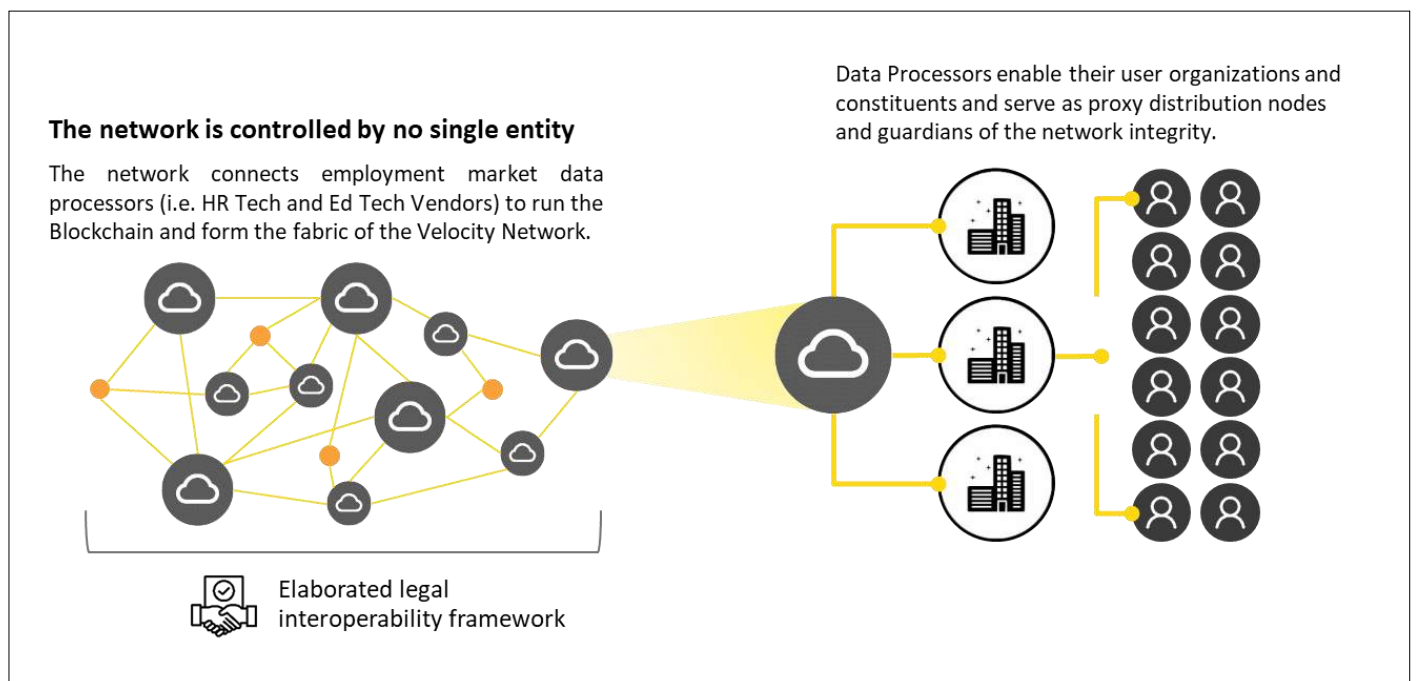 The network is controlled by no single entity
The network connects employment market data
processors (i.e. HR Tech and Ed Tech Vendors) to run the
Blockchain and form the fabric of the Velocity Network.
Elaborated legal
interoperability framework
Data Processors enable their user organizations and
constituents and serve as proxy distribution nodes
and guardians of the network integrity.